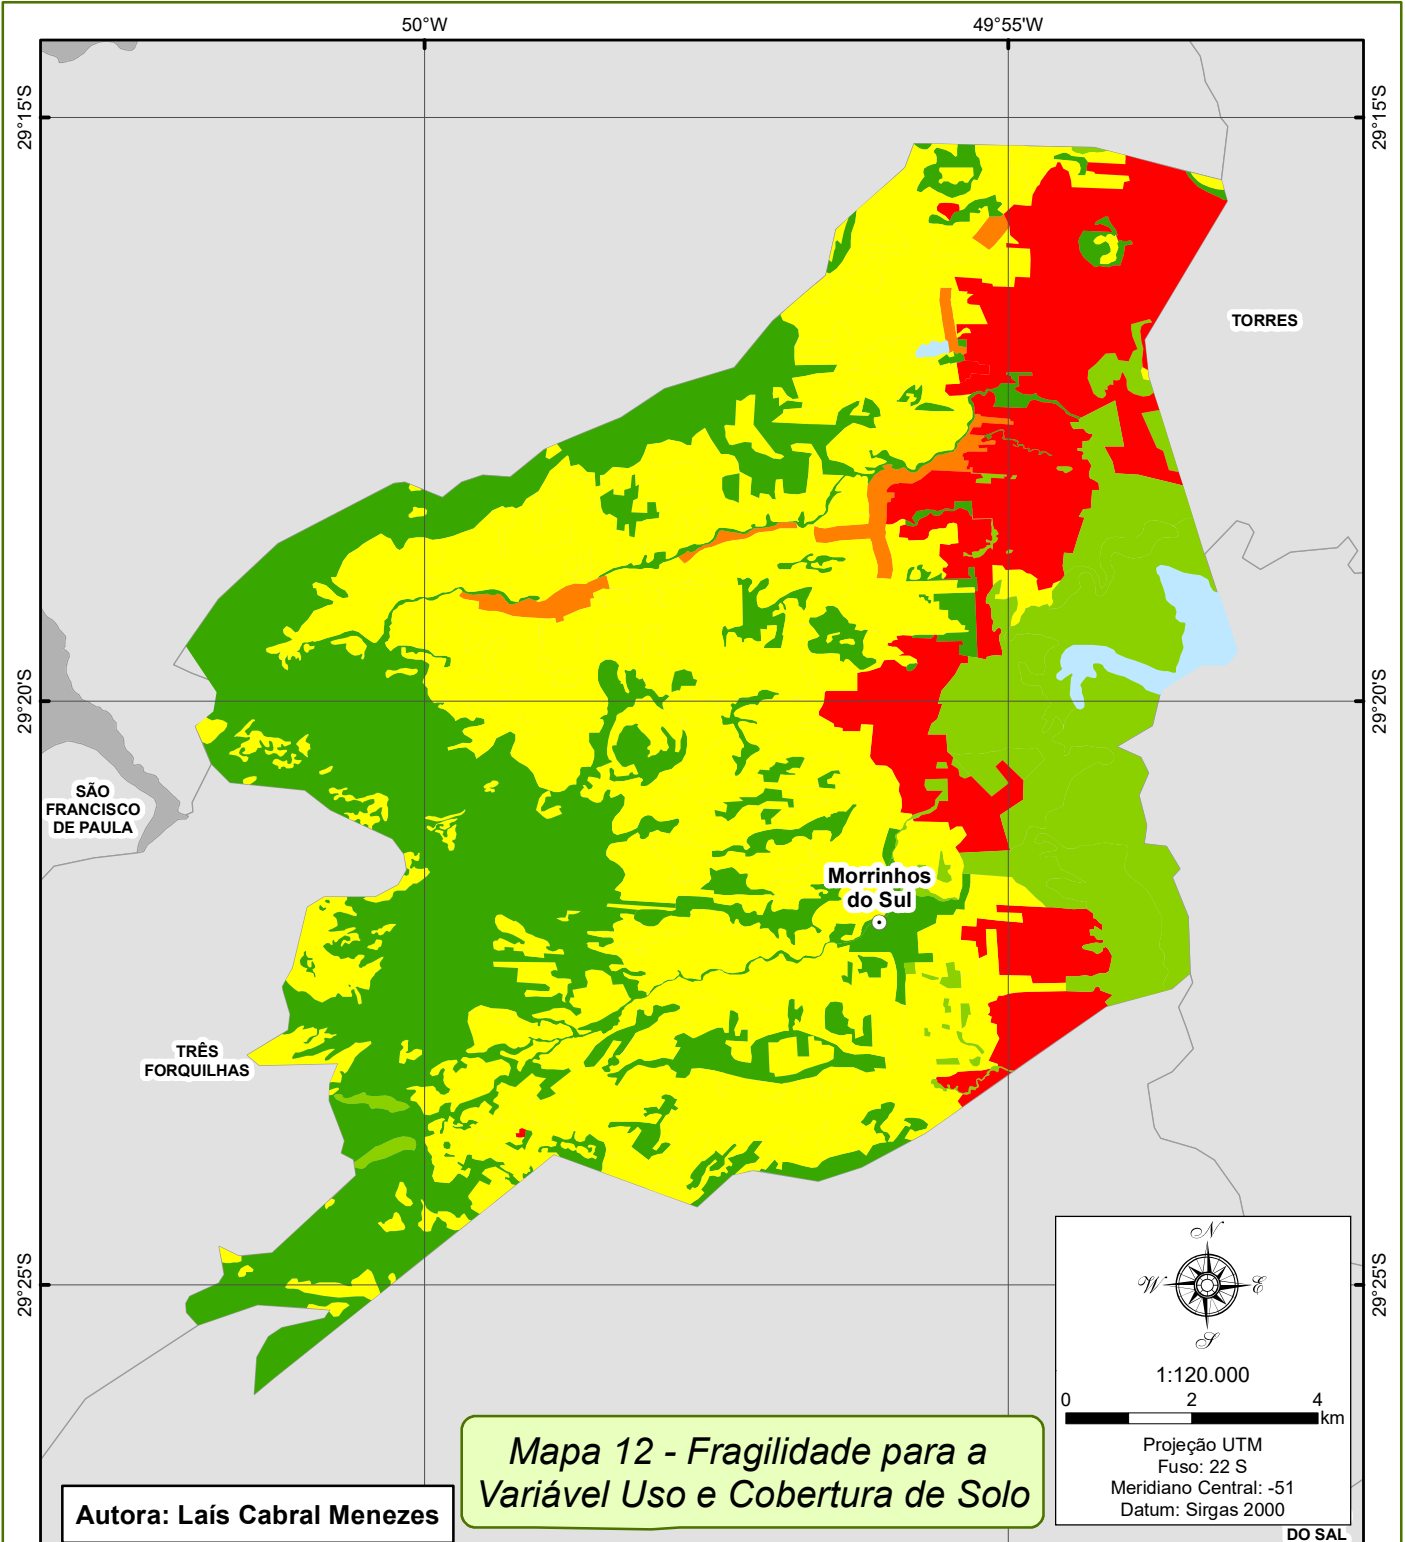 50°W
49°55'W
29°15'S
29°15'S
TORRES
29°20'S
29°20'S
SÃO
FRANCISCO
DE PAULA
Morrinhos
do Sul
TRÊS
FORQUILHAS
29°25'S
29°25'S
N
W
E
S
1:120.000
0 2 4
km
Projeção UTM
Fuso: 22 S
Meridiano Central: -51
Datum: Sirgas 2000
Mapa 12 - Fragilidade para a
Variável Uso e Cobertura de Solo
Autora: Laís Cabral Menezes
DO SAL